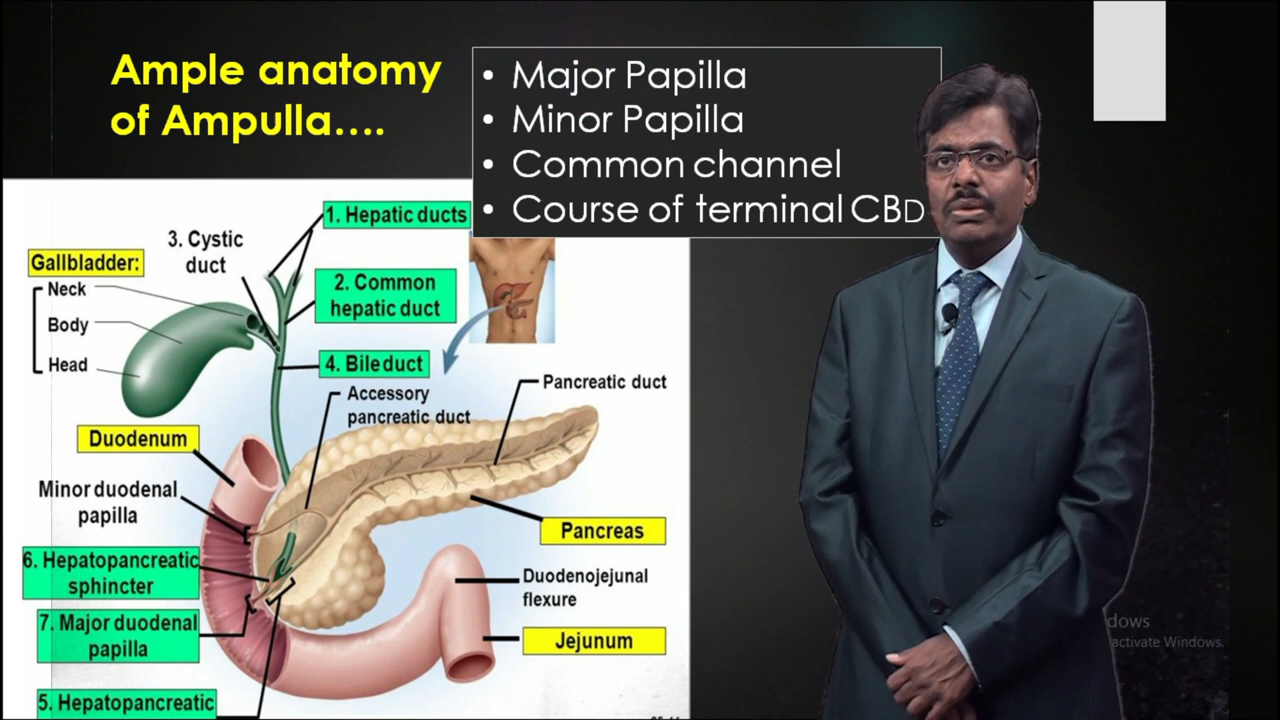 Ample anatomy
of Ampulla....
• Major Papilla
• Minor Papilla
• Common channel
• Course of terminal CBD
1. Hepatic ducts
3. Cystic
duct
Gallbladder:
Neck
2. Common
hepatic duct
Body
Head
4. Bile duct
Accessory
pancreatic duct
Pancreatic duct
Duodenum
Minor duodenal
papilla
Pancreas
6. Hepatopancreatic
sphincter
Duodenojejunal
flexure
7. Major duodenal
papilla
Jejunum
dows
activate Windows.
5. Hepatopancreatic